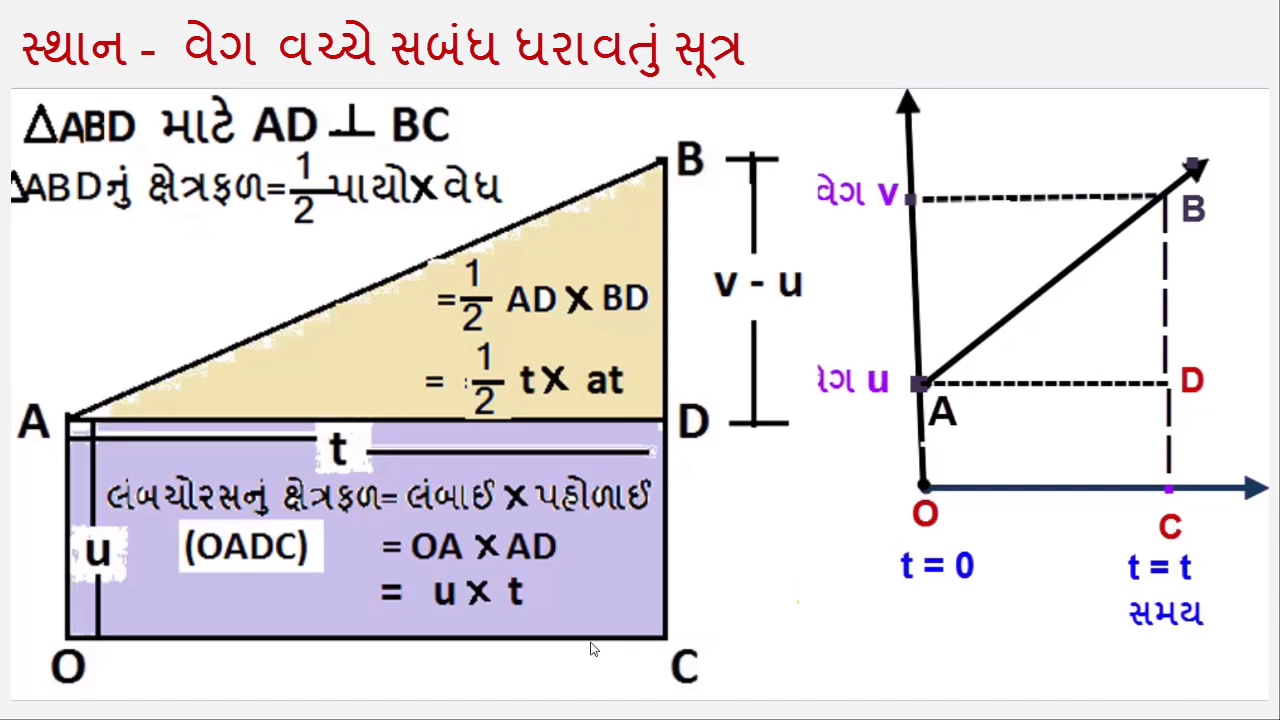 સ્થાન - વેગ વચ્ચે સબંધ ધરાવતું સૂત્ર
△ABD માટે AD ⊥ BC
△ABDનું ક્ષેત્રફળ= 1/2 પાયો x વેધ
= 1/2 AD X BD
= 1/2 t x at
A
B
D
v - u
t
લંબચોરસનું ક્ષેત્રફળ= લંબાઈ x પહોળાઈ
(OADC) = OA x AD
= u x t
u
O
C
વેગ v
B
વેગ u
A
D
O
C
t = 0
t = t
સમય